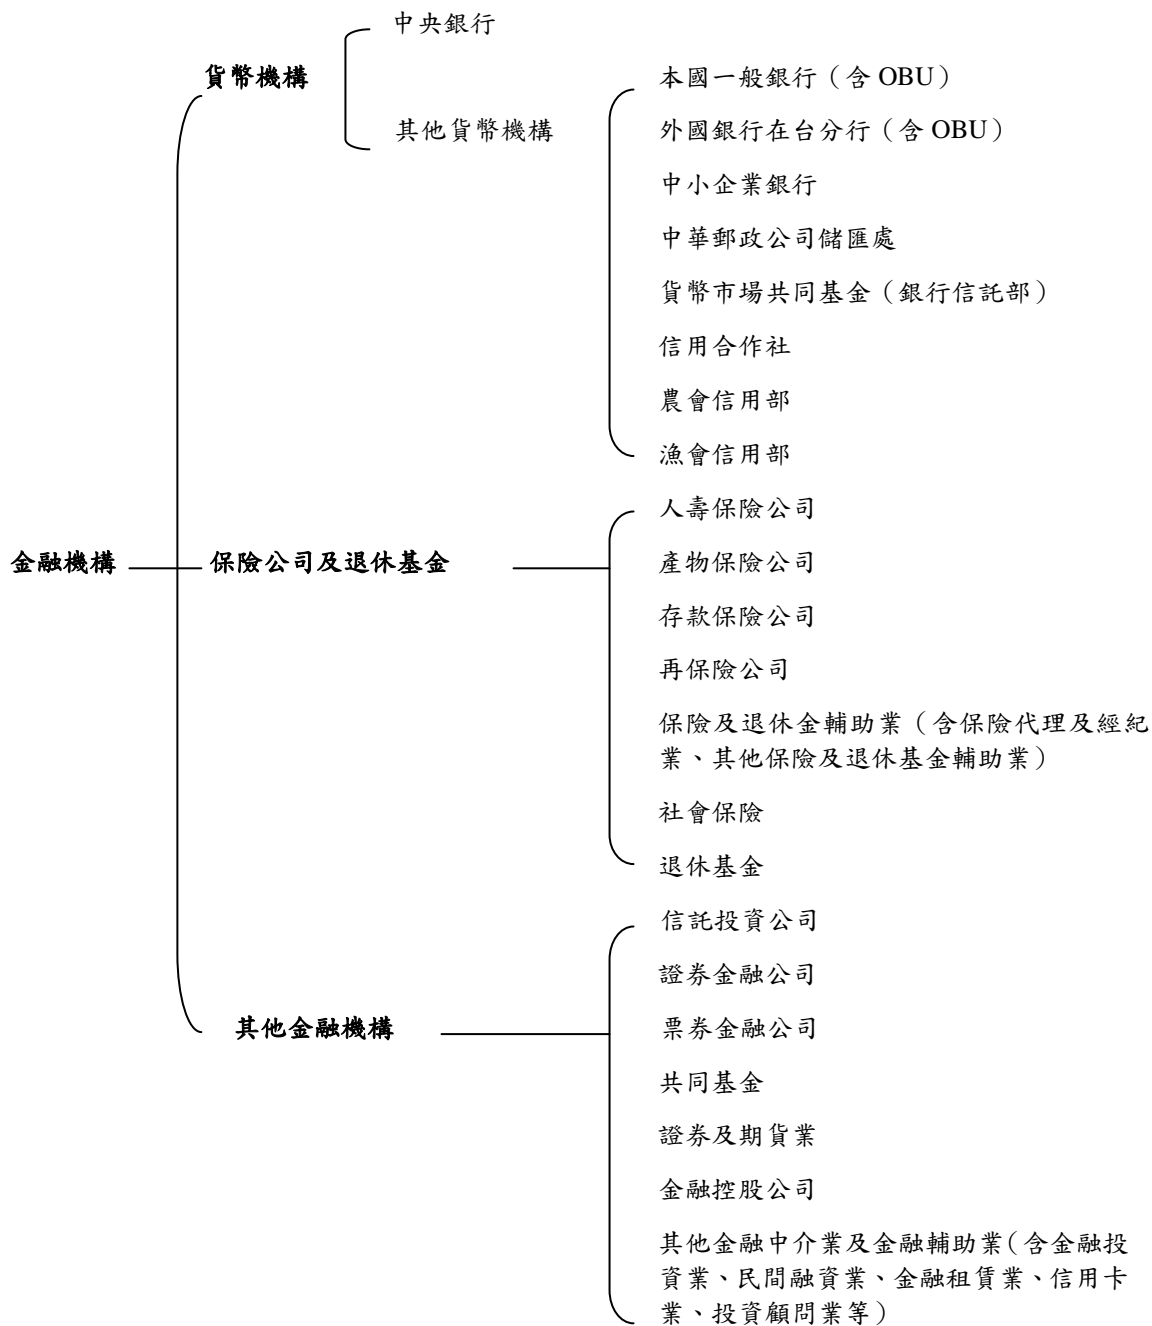 中央銀行
貨幣機構
本國一般銀行（含 OBU）
其他貨幣機構
外國銀行在台分行（含 OBU）
中小企業銀行
中華郵政公司儲匯處
貨幣市場共同基金（銀行信託部）
信用合作社
農會信用部
漁會信用部
人壽保險公司
金融機構
保險公司及退休基金
產物保險公司
存款保險公司
再保險公司
保險及退休金輔助業（含保險代理及經紀
業、其他保險及退休基金輔助業）
社會保險
退休基金
信託投資公司
證券金融公司
其他金融機構
票券金融公司
共同基金
證券及期貨業
金融控股公司
其他金融中介業及金融輔助業（含金融投
資業、民間融資業、金融租賃業、信用卡
業、投資顧問業等）